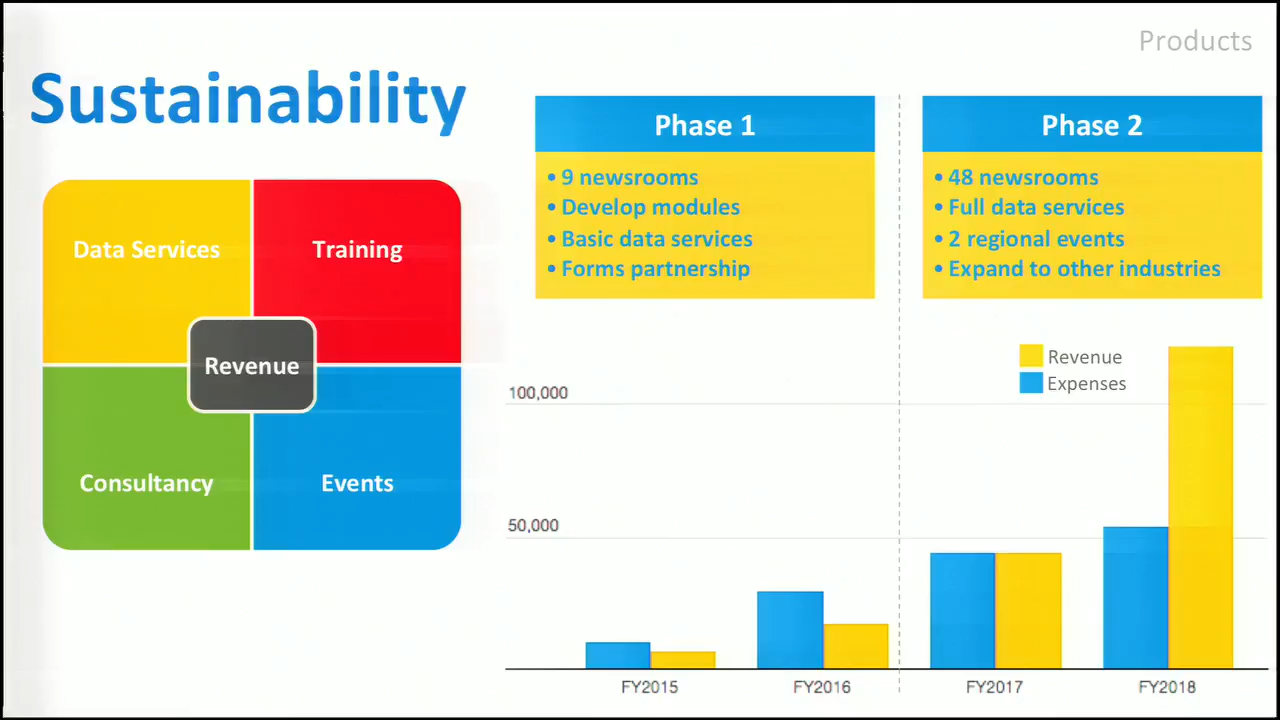 Products
Sustainability
Data Services
Training
Revenue
Consultancy
Events
Phase 1
• 9 newsrooms
• Develop modules
• Basic data services
• Forms partnership
Phase 2
• 48 newsrooms
• Full data services
• 2 regional events
• Expand to other industries
Revenue
Expenses
100,000
50,000
FY2015
FY2016
FY2017
FY2018